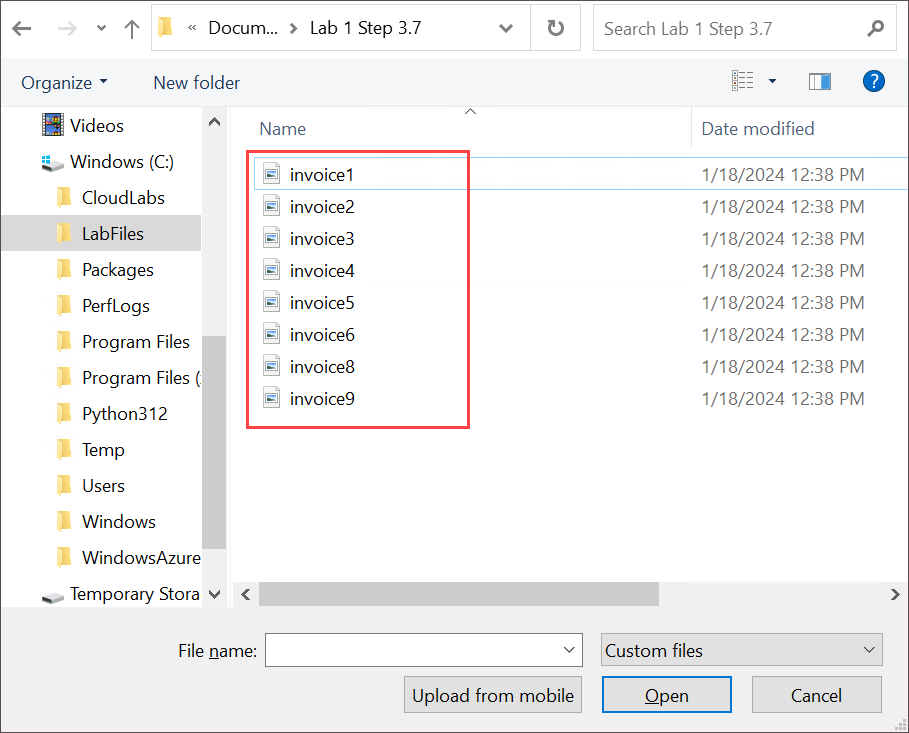 « Docum... > Lab 1 Step 3.7
Search Lab 1 Step 3.7
Organize
New folder
?
Videos
Windows (C:)
CloudLabs
LabFiles
Packages
PerfLogs
Program Files
Program Files (
Python312
Temp
Users
Windows
WindowsAzure
Temporary Stora
Name Date modified
invoice1 1/18/2024 12:38 PM
invoice2 1/18/2024 12:38 PM
invoice3 1/18/2024 12:38 PM
invoice4 1/18/2024 12:38 PM
invoice5 1/18/2024 12:38 PM
invoice6 1/18/2024 12:38 PM
invoice8 1/18/2024 12:38 PM
invoice9 1/18/2024 12:38 PM
File name:
Custom files
Upload from mobile
Open
Cancel